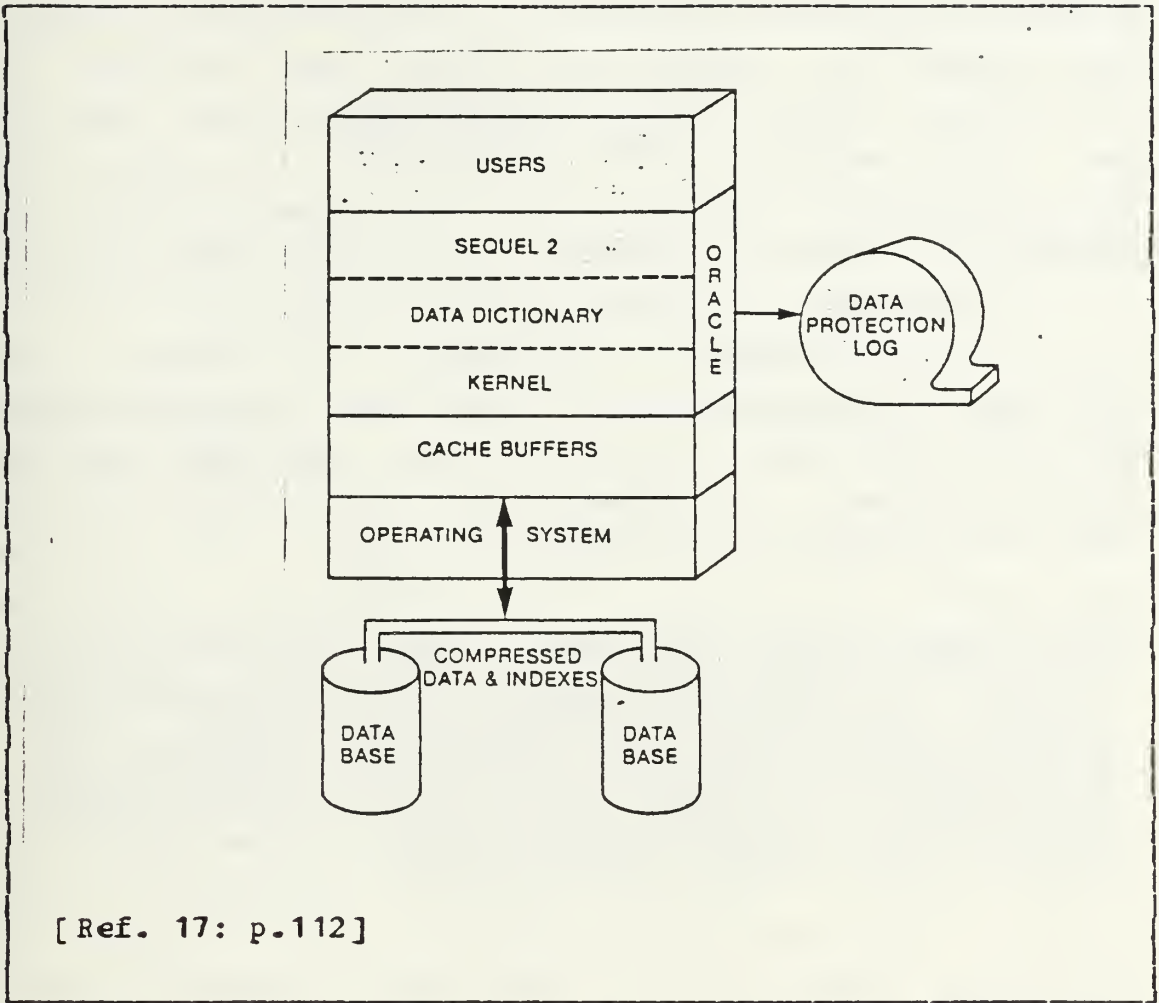 USERS
SEQUEL 2
DATA DICTIONARY
KERNEL
ORACLE
CACHE BUFFERS
OPERATING SYSTEM
DATA
PROTECTION
LOG
COMPRESSED
DATA & INDEXES
DATA
BASE
DATA
BASE
[Ref. 17: p.112]